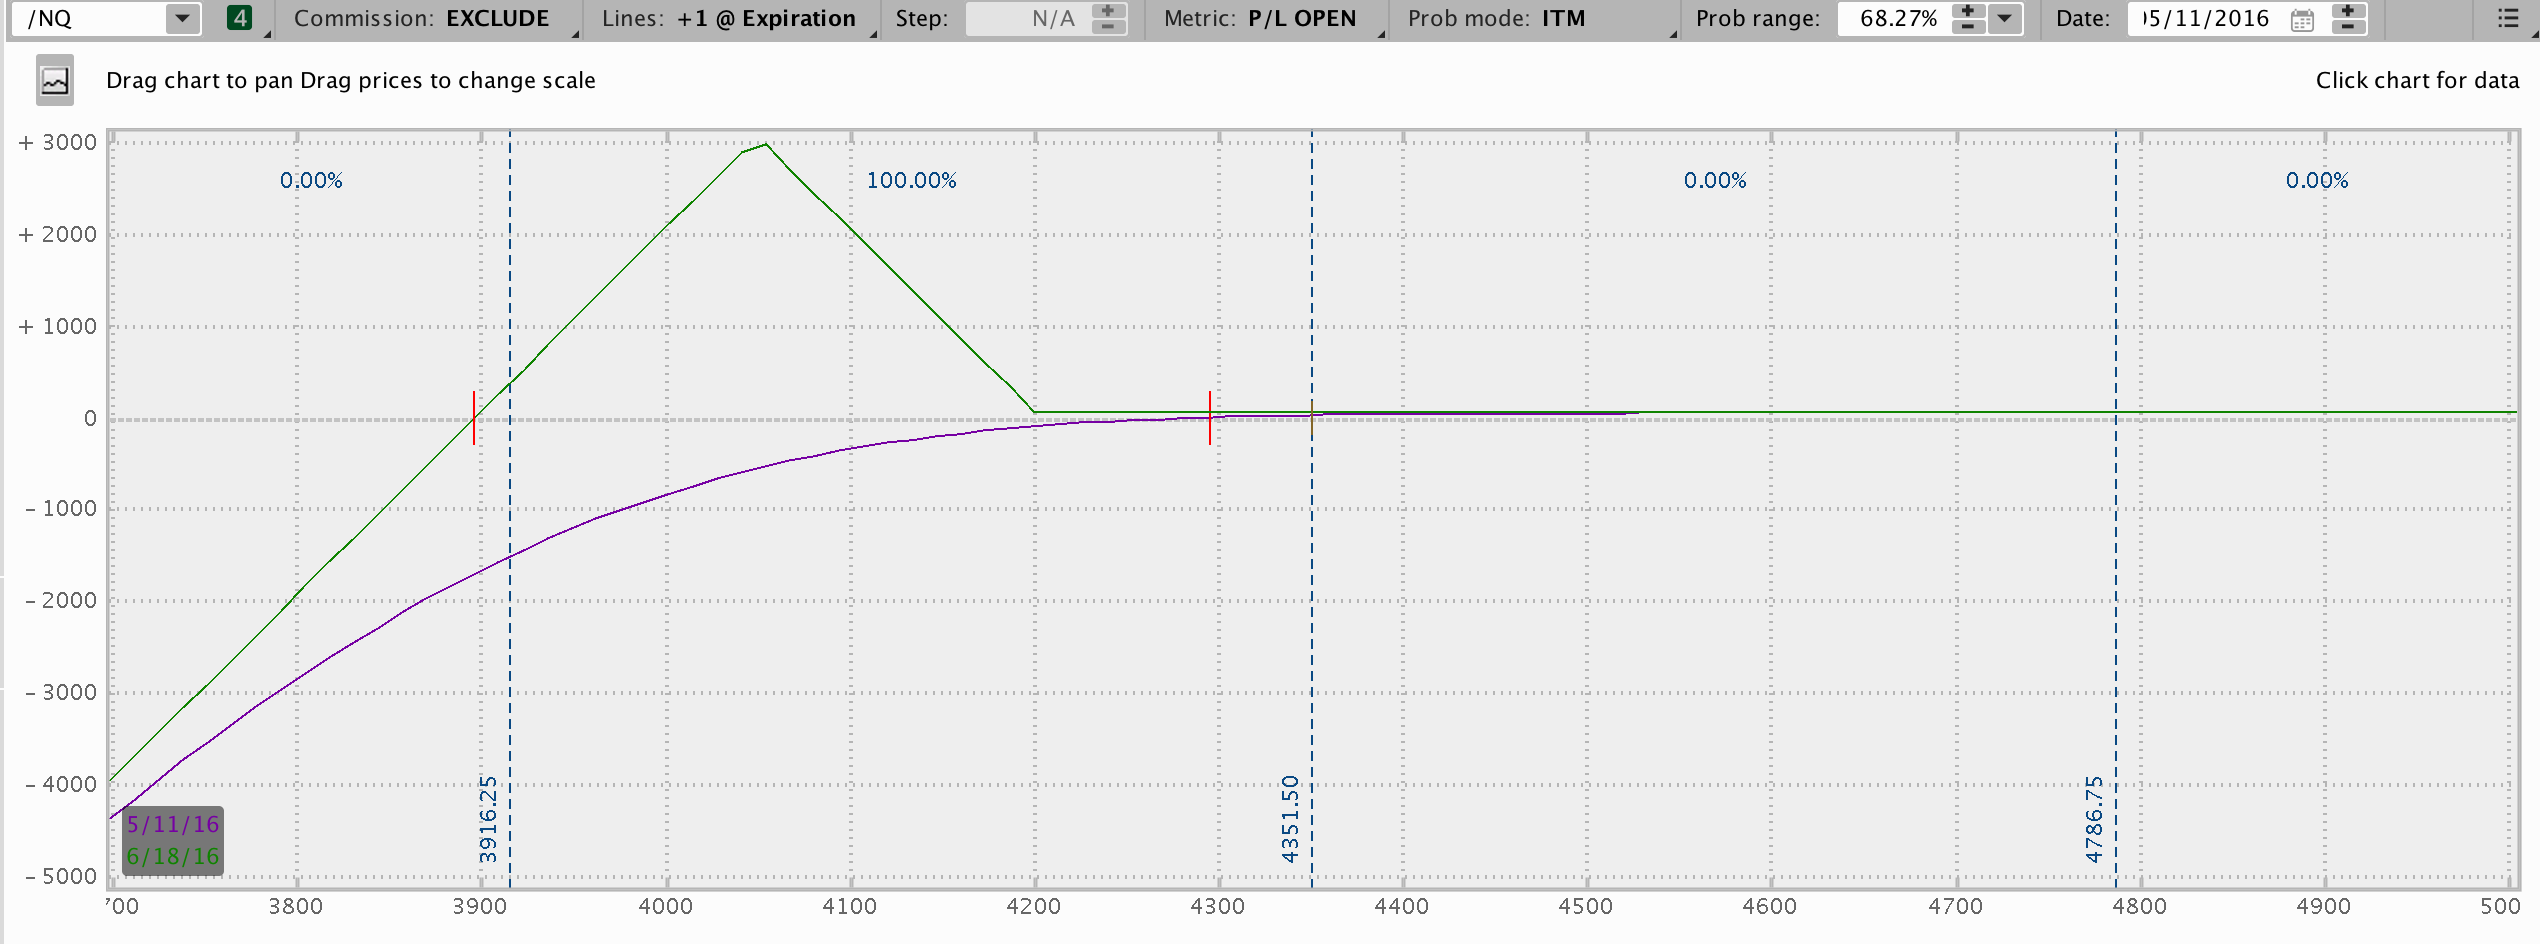 /NQ 4 Commission: EXCLUDE Lines: +1 @ Expiration Step: N/A Metric: P/L OPEN Prob mode: ITM Prob range: 68.27% Date: 05/11/2016
Drag chart to pan Drag prices to change scale Click chart for data
+ 3000
0.00% 100.00% 0.00% 0.00%
+ 2000
+ 1000
0
- 1000
- 2000
- 3000
- 4000
3916.25 4351.50 4786.75
5/11/16
6/18/16
- 5000
700 3800 3900 4000 4100 4200 4300 4400 4500 4600 4700 4800 4900 500